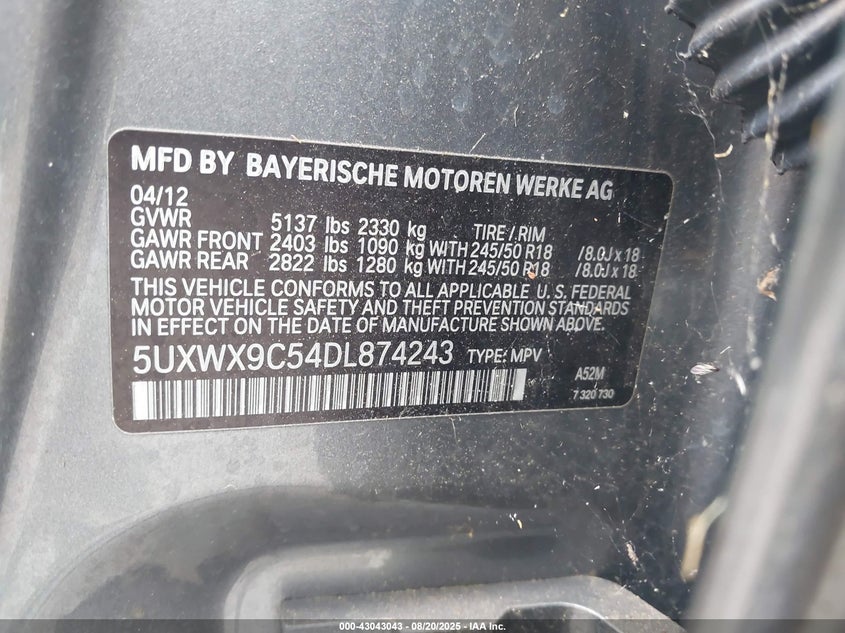 MFD BY BAYERISCHE MOTOREN WERKE AG
04/12
GVWR 5137 lbs 2330 kg TIRE / RIM
GAWR FRONT 2403 lbs 1090 kg WITH 245/50 R18 / 8.0J x 18
GAWR REAR 2822 lbs 1280 kg WITH 245/50 R18 / 8.0J x 18
THIS VEHICLE CONFORMS TO ALL APPLICABLE U.S. FEDERAL
MOTOR VEHICLE SAFETY AND THEFT PREVENTION STANDARDS
IN EFFECT ON THE DATE OF MANUFACTURE SHOWN ABOVE.
5UXWX9C54DL874243 TYPE: MPV A52M
7 320 730
000-43043043 - 08/20/2025 - IAA Inc.